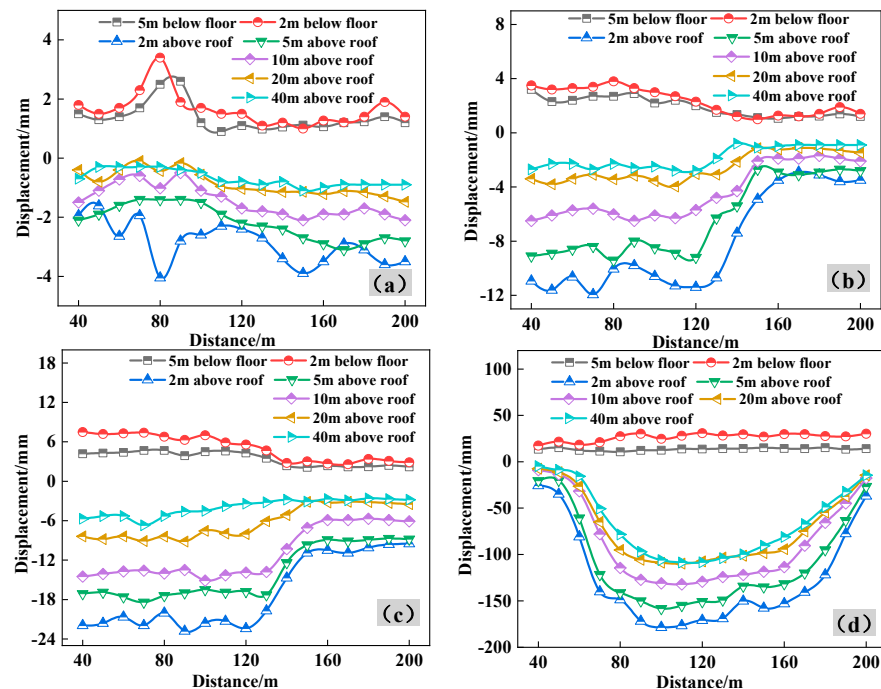 5m below floor 2m below floor
2m above roof 5m above roof
10m above roof
20m above roof
40m above roof
Displacement/mm
4
2
0
-2
4
40 80 120 160 200
Distance/m
(a)
5m below floor 2m below floor
2m above roof 5m above roof
10m above roof
20m above roof
40m above roof
Displacement/mm
8
4
0
-4
-8
-12
40 80 120 160 200
Distance/m
(b)
5m below floor 2m below floor
2m above roof 5m above roof
10m above roof
20m above roof
40m above roof
Displacement/mm
18
12
6
0
-6
-12
-18
-24
40 80 120 160 200
Distance/m
(c)
5m below floor 2m below floor
2m above roof 5m above roof
10m above roof 20m above roof
40m above roof
Displacement/mm
100
50
0
-50
-100
-150
-200
40 80 120 160 200
Distance/m
(d)